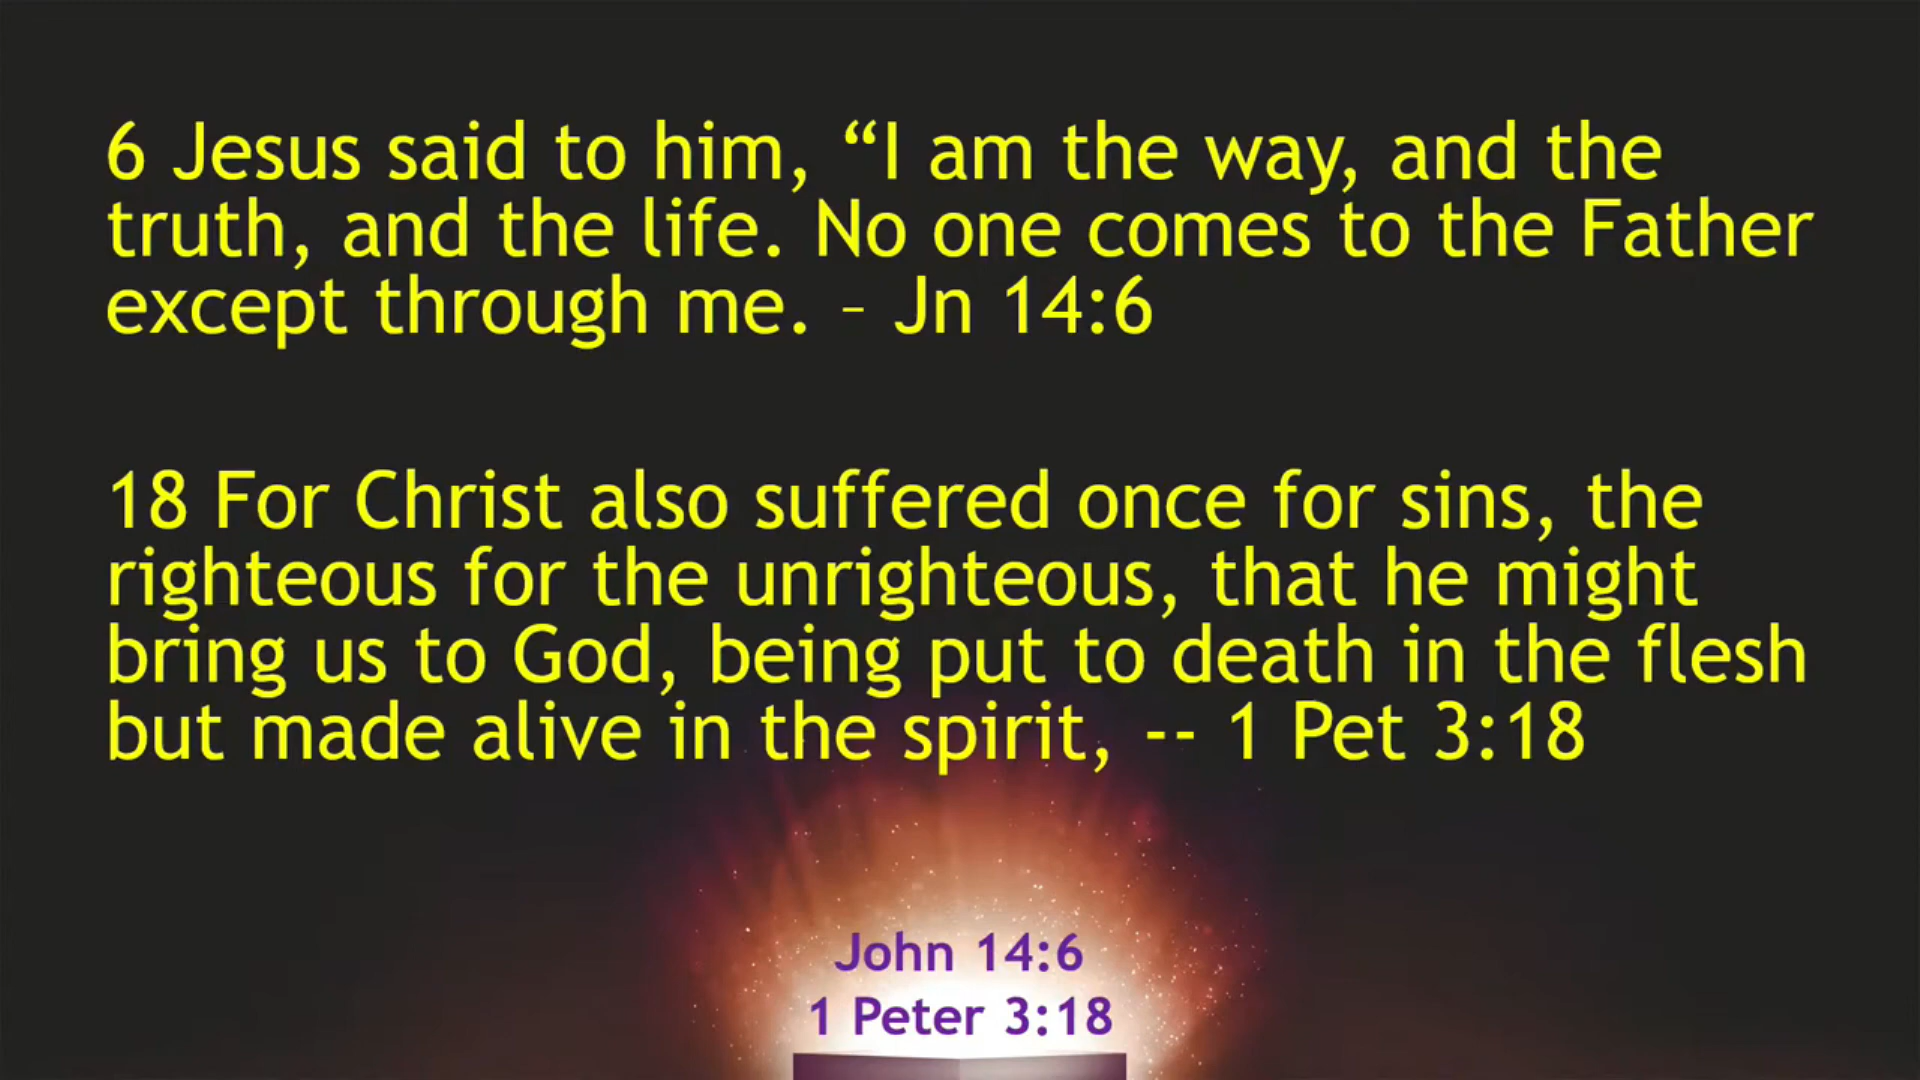 6 Jesus said to him, “I am the way, and the
truth, and the life. No one comes to the Father
except through me. – Jn 14:6
18 For Christ also suffered once for sins, the
righteous for the unrighteous, that he might
bring us to God, being put to death in the flesh
but made alive in the spirit, -- 1 Pet 3:18
John 14:6
1 Peter 3:18